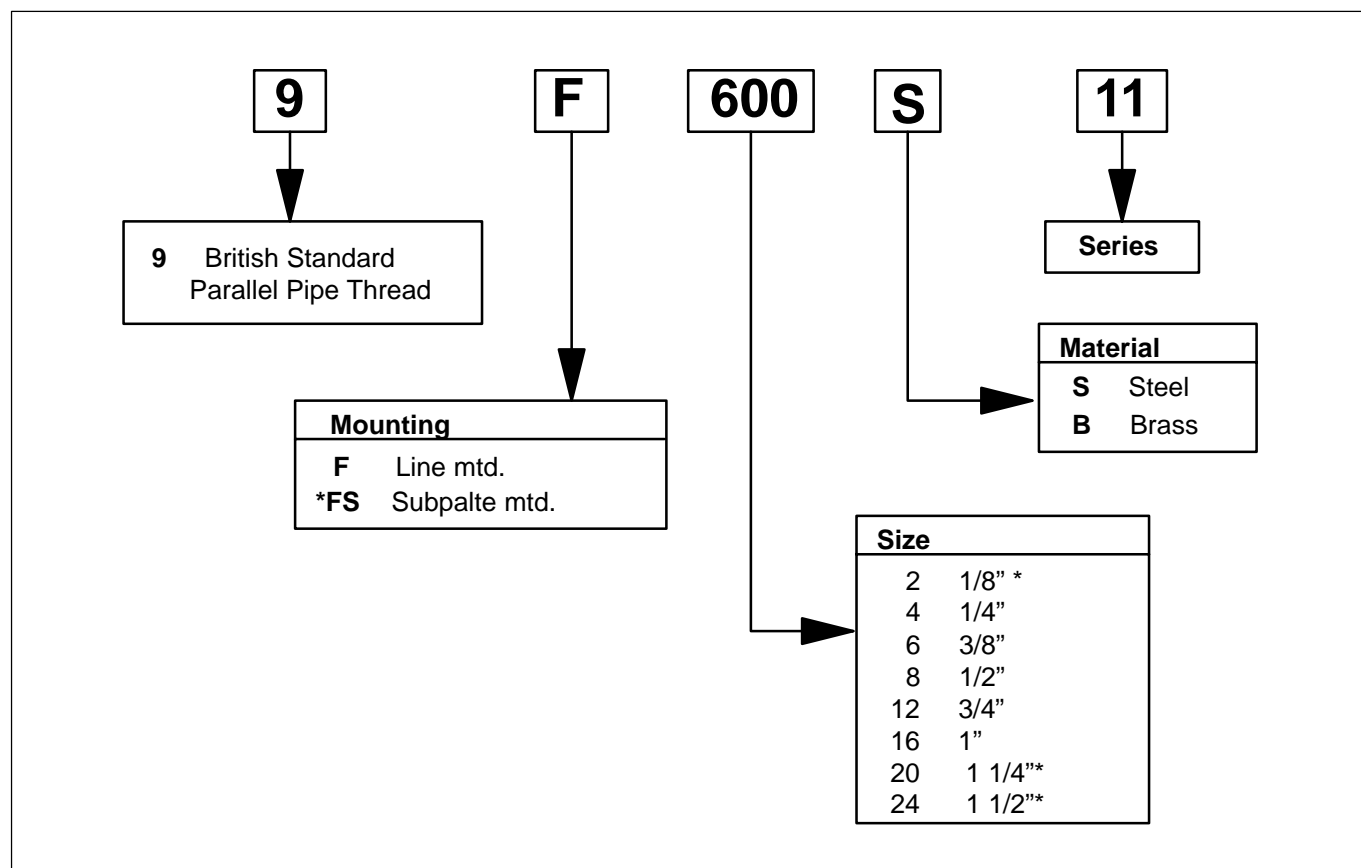 9 F 600 S 11
9 British Standard
Parallel Pipe Thread
Series
Material
S Steel
B Brass
Mounting
F Line mtd.
*FS Subpalte mtd.
Size
2 1/8” *
4 1/4”
6 3/8”
8 1/2”
12 3/4”
16 1”
20 1 1/4”*
24 1 1/2”*